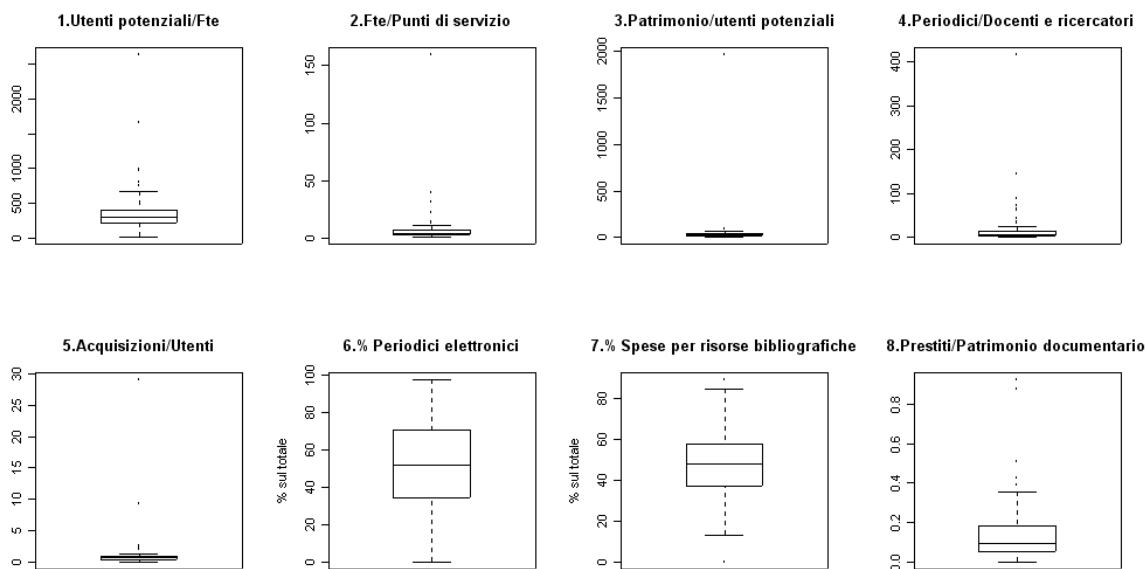 1.Utenti potenziali/Fte
2.Fte/Punti di servizio
3.Patrimonio/utenti potenziali
4.Periodici/Docenti e ricercatori
0 500 1000 2000
0 50 100 150
0 500 1000 1500 2000
0 100 200 300 400
5.Acquisizioni/Utenti
6.% Periodici elettronici
7.% Spese per risorse bibliografiche
8.Prestiti/Patrimonio documentario
0 5 10 15 20 25 30
% sul totale
0 20 40 60 80 100
% sul totale
0 20 40 60 80
0.0 0.2 0.4 0.6 0.8